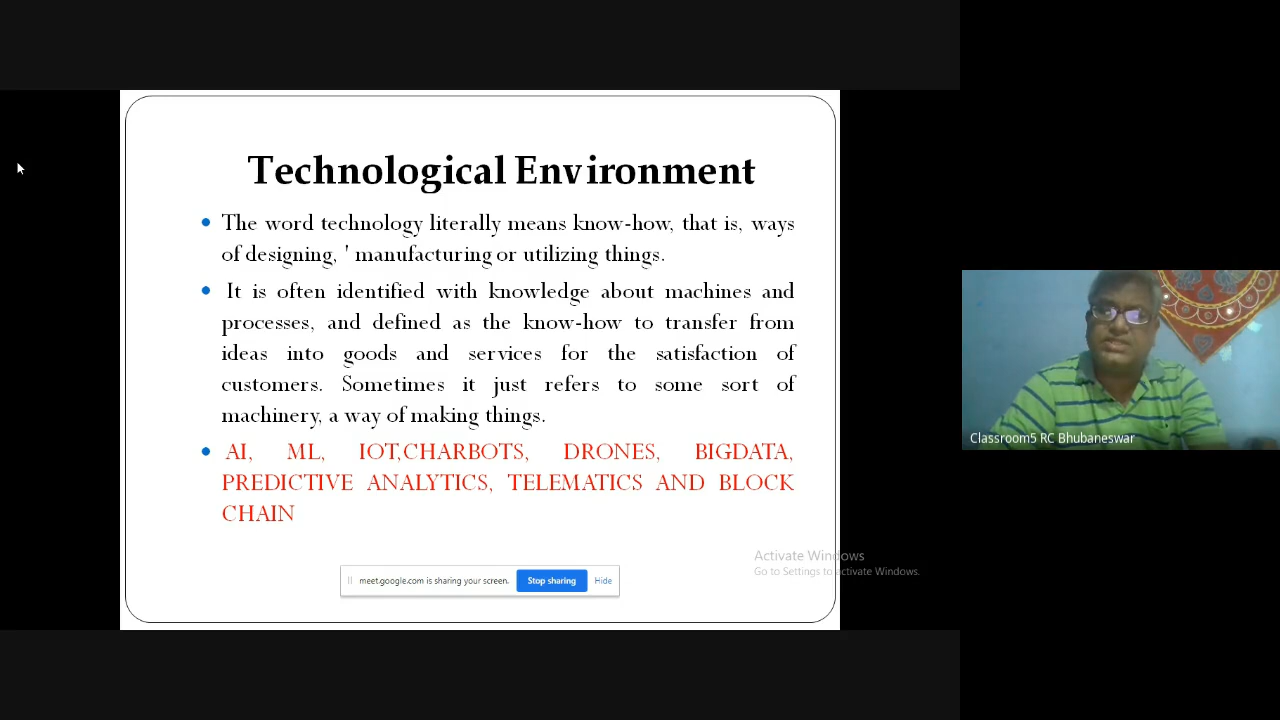 Technological Environment
The word technology literally means know-how, that is, ways
of designing, ' manufacturing or utilizing things.
It is often identified with knowledge about machines and
processes, and defined as the know-how to transfer from
ideas into goods and services for the satisfaction of
customers. Sometimes it just refers to some sort of
machinery, a way of making things.
AI, ML, IOT,CHARBOTS, DRONES, BIGDATA,
PREDICTIVE ANALYTICS, TELEMATICS AND BLOCK
CHAIN
Activate Windows
Go to Settings to activate Windows.
meet.google.com is sharing your screen.
Stop sharing
Hide
Classroom5 RC Bhubaneswar